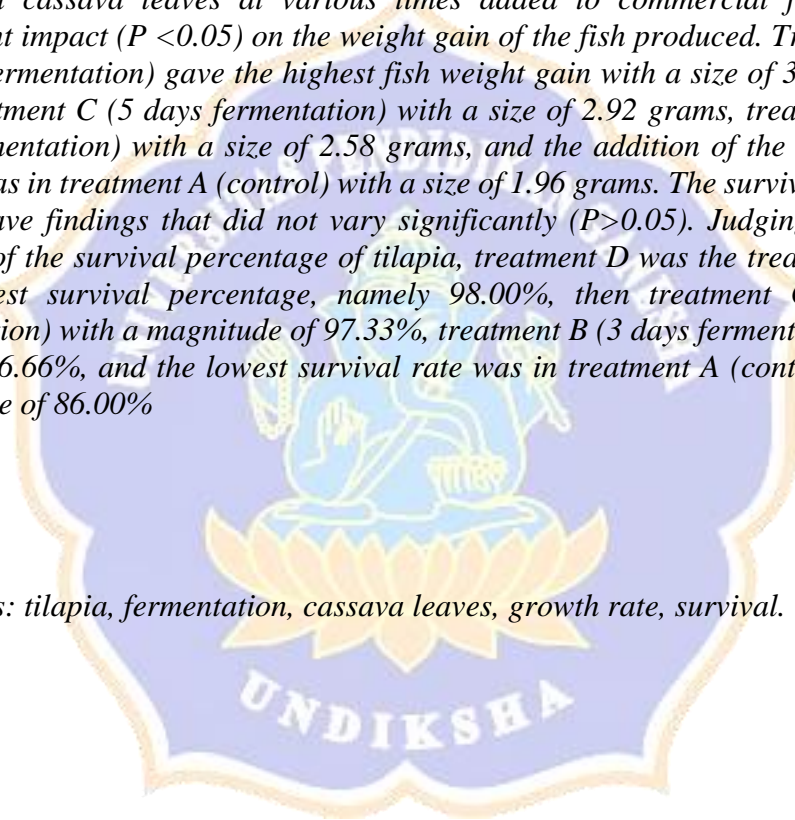 cassava leaves at various times added to commercial f
nt impact (P <0.05) on the weight gain of the fish produced. Tr
ermentation) gave the highest fish weight gain with a size of 3
tment C (5 days fermentation) with a size of 2.92 grams, trea
nentation) with a size of 2.58 grams, and the addition of the
as in treatment A (control) with a size of 1.96 grams. The surviv
ave findings that did not vary significantly (P>0.05). Judging
of the survival percentage of tilapia, treatment D was the trea
est survival percentage, namely 98.00%, then treatment
ion) with a magnitude of 97.33%, treatment B (3 days ferment
6.66%, and the lowest survival rate was in treatment A (cont
e of 86.00%
s: tilapia, fermentation, cassava leaves, growth rate, survival.
UNIVERSITAS PENDIDIKAN GANESHA
UNDIKSHA